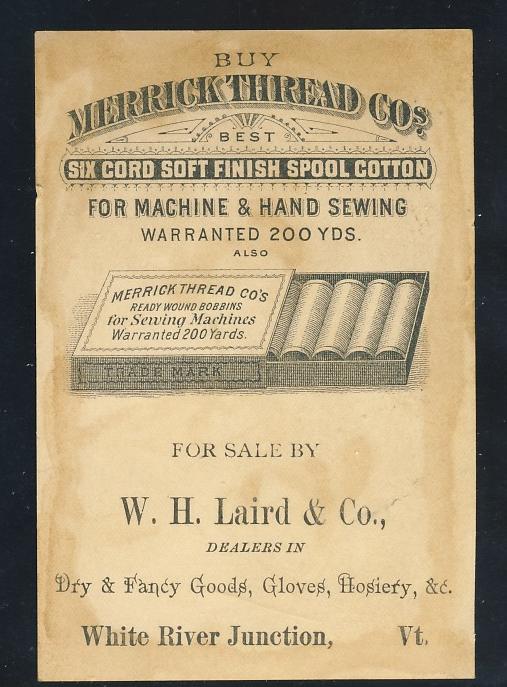 BUY
MERRICK THREAD CO'S
BEST
SIX CORD SOFT FINISH SPOOL COTTON
FOR MACHINE & HAND SEWING
WARRANTED 200 YDS.
ALSO
MERRICK THREAD CO'S
READY WOUND BOBBINS
for Sewing Machines
Warranted 200 Yards.
TRADE MARK
FOR SALE BY
W. H. Laird & Co.,
DEALERS IN
Dry & Fancy Goods, Gloves, Hosiery, &c.
White River Junction, Vt.